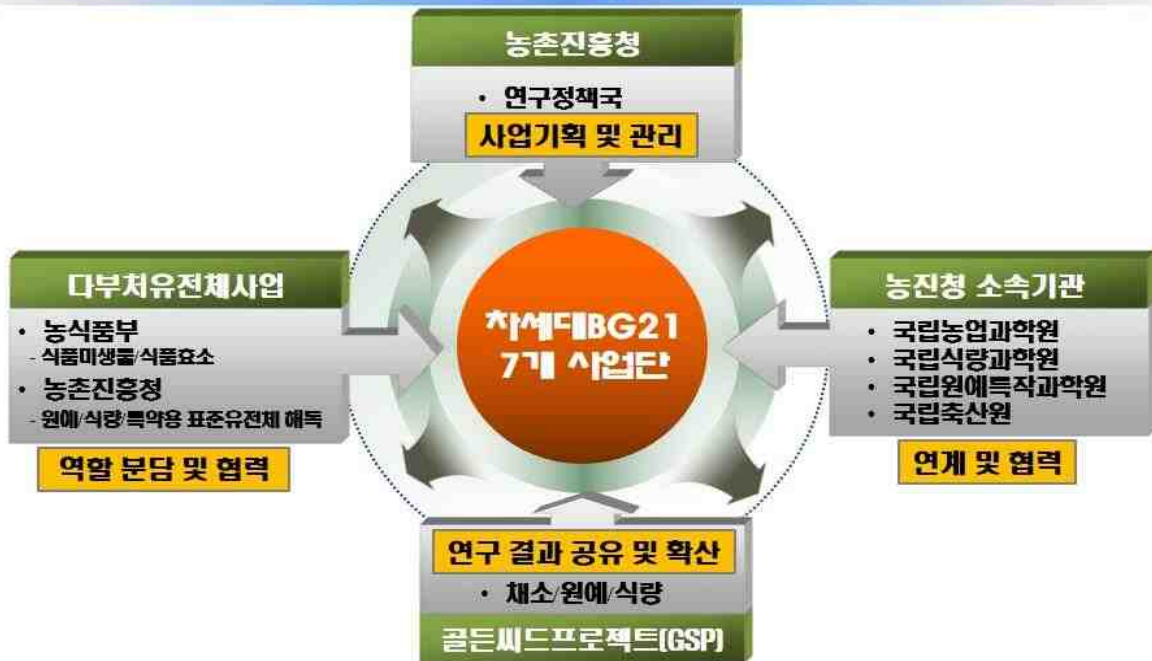 농촌진흥청
• 연구정책국
사업기획 및 관리
다부처유전체사업
• 농식품부
- 식품미생물/식품효소
• 농촌진흥청
- 원예/식량/특약용 표준유전체 해독
역할 분담 및 협력
차세대BG21
7개 사업단
농진청 소속기관
• 국립농업과학원
• 국립식량과학원
• 국립원예특작과학원
• 국립축산원
연계 및 협력
연구 결과 공유 및 확산
• 채소/원예/식량
골든씨드프로젝트(GSP)